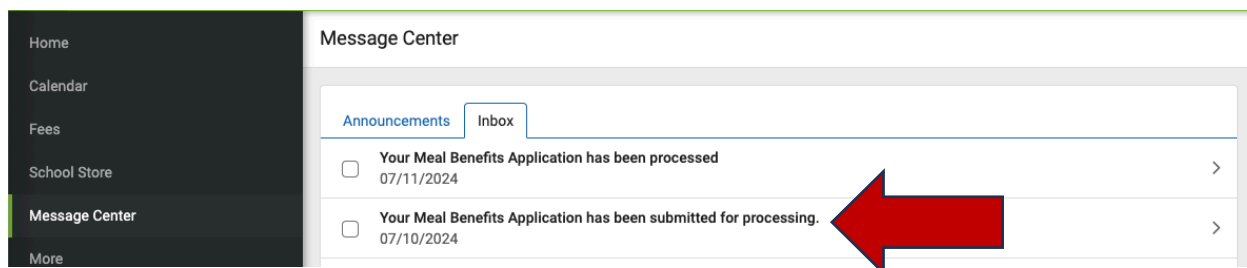 Home
Calendar
Fees
School Store
Message Center
More
Message Center
Announcements Inbox
Your Meal Benefits Application has been processed
07/11/2024
Your Meal Benefits Application has been submitted for processing.
07/10/2024